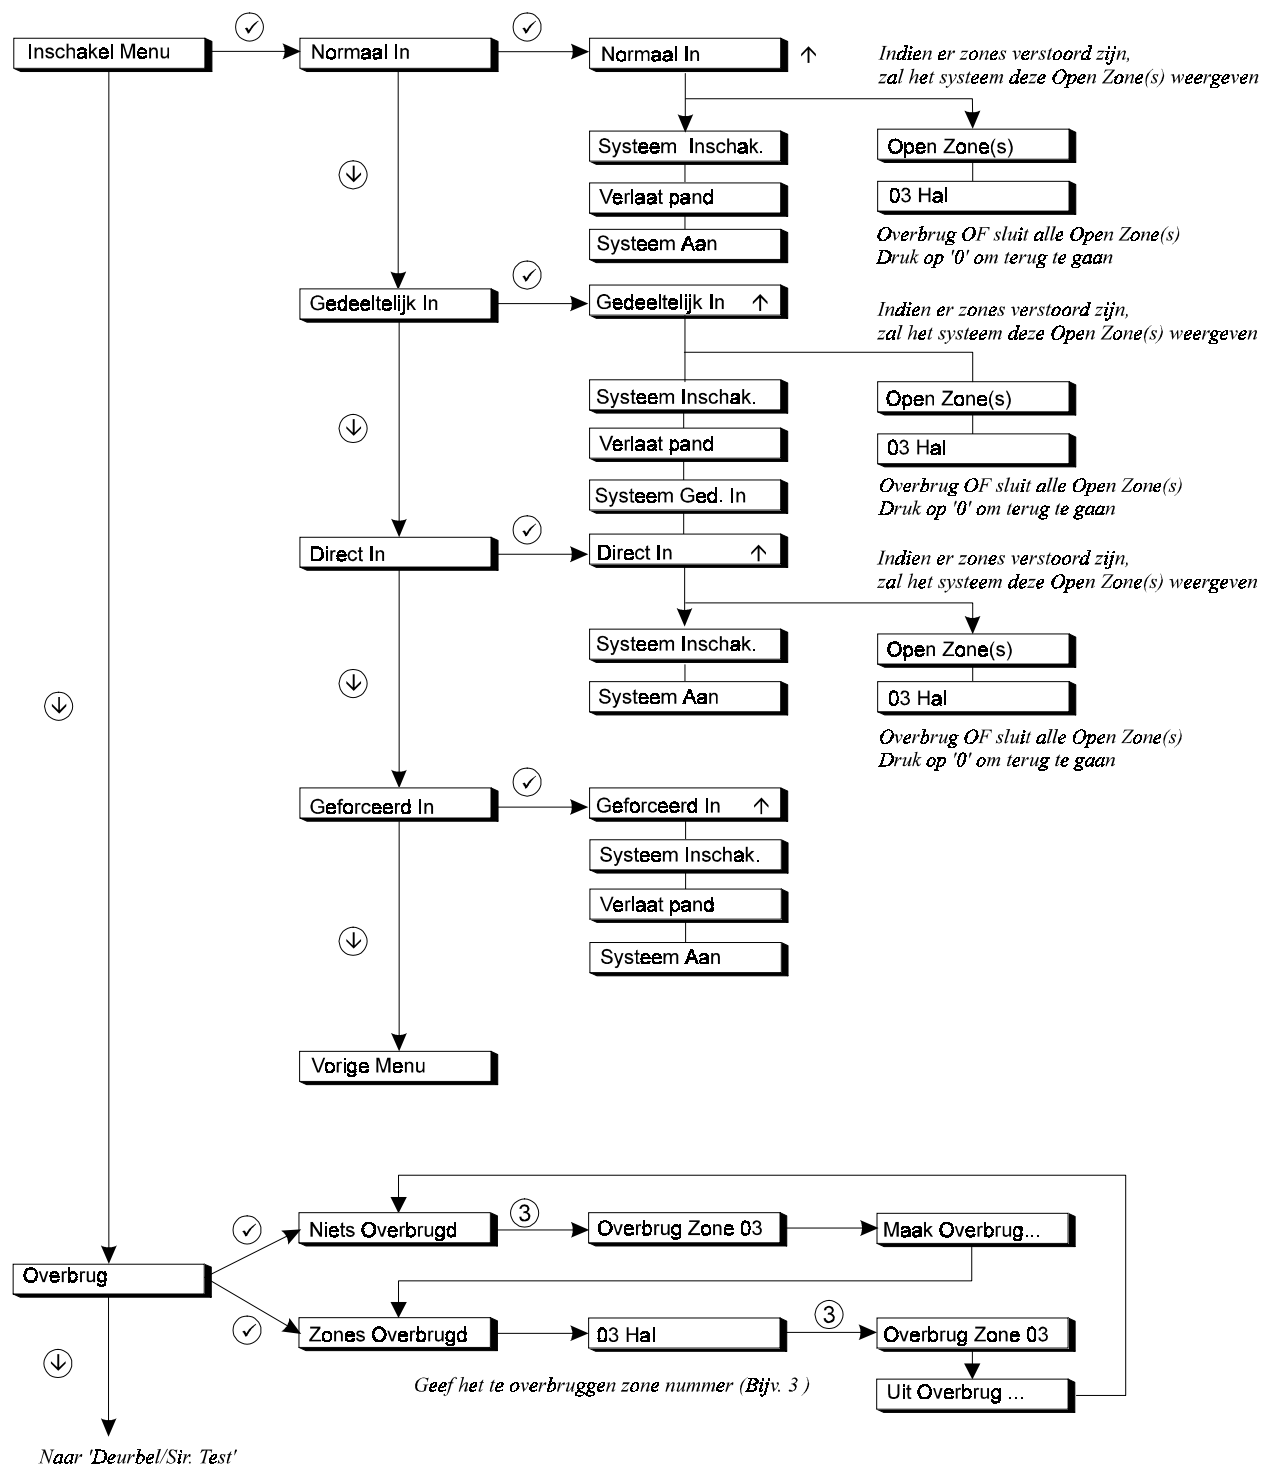 Inschakel Menu
Normaal In
Normaal In
Indien er zones verstoord zijn,
zal het systeem deze Open Zone(s) weergeven
Systeem Inschak.
Open Zone(s)
Verlaat pand
03 Hal
Systeem Aan
Overbrug OF sluit alle Open Zone(s)
Druk op '0' om terug te gaan
Gedeeltelijk In
Gedeeltelijk In
Indien er zones verstoord zijn,
zal het systeem deze Open Zone(s) weergeven
Systeem Inschak.
Open Zone(s)
Verlaat pand
03 Hal
Systeem Ged. In
Overbrug OF sluit alle Open Zone(s)
Druk op '0' om terug te gaan
Direct In
Direct In
Indien er zones verstoord zijn,
zal het systeem deze Open Zone(s) weergeven
Systeem Inschak.
Open Zone(s)
Systeem Aan
03 Hal
Overbrug OF sluit alle Open Zone(s)
Druk op '0' om terug te gaan
Geforceerd In
Geforceerd In
Systeem Inschak.
Verlaat pand
Systeem Aan
Vorige Menu
Niets Overbrugd
3
Overbrug Zone 03
Maak Overbrug...
Overbrug
Zones Overbrugd
03 Hal
3
Overbrug Zone 03
Geef het te overbruggen zone nummer (Bijv. 3 )
Uit Overbrug ...
Naar 'Deurbel/Sir. Test'